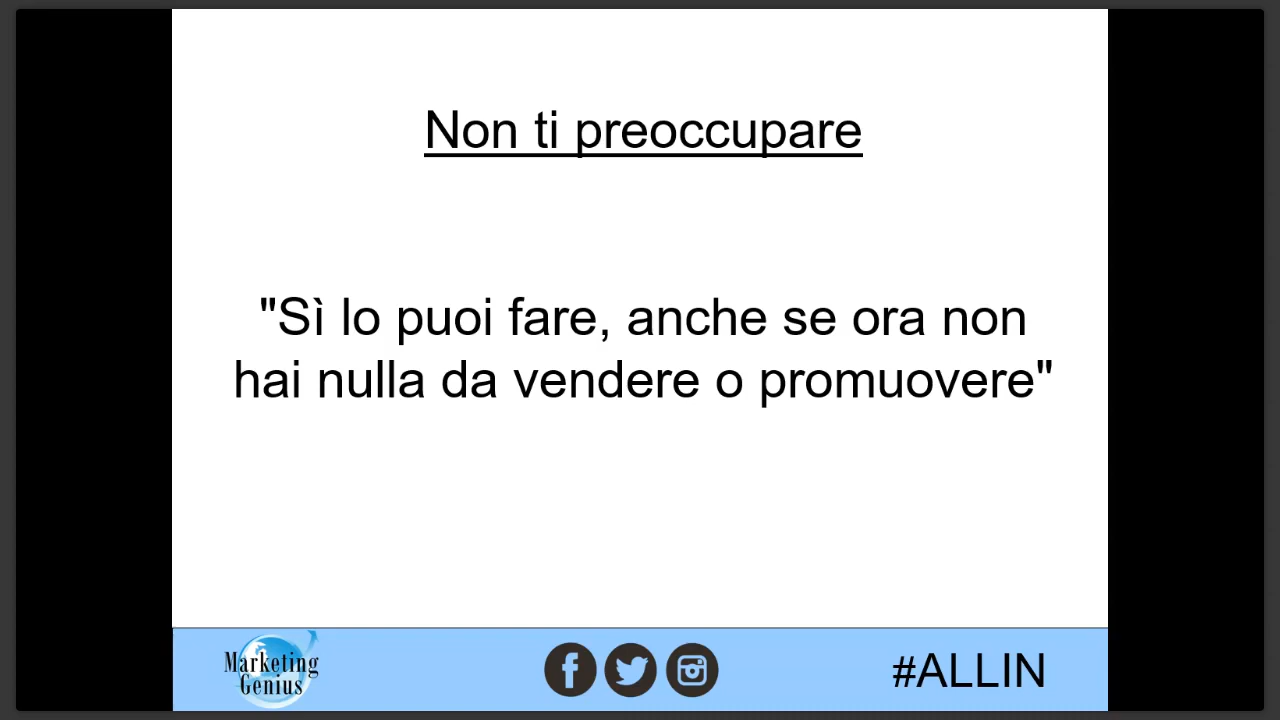 Non ti preoccupare
"Sì lo puoi fare, anche se ora non
hai nulla da vendere o promuovere"
Marketing
Genius
#ALLIN